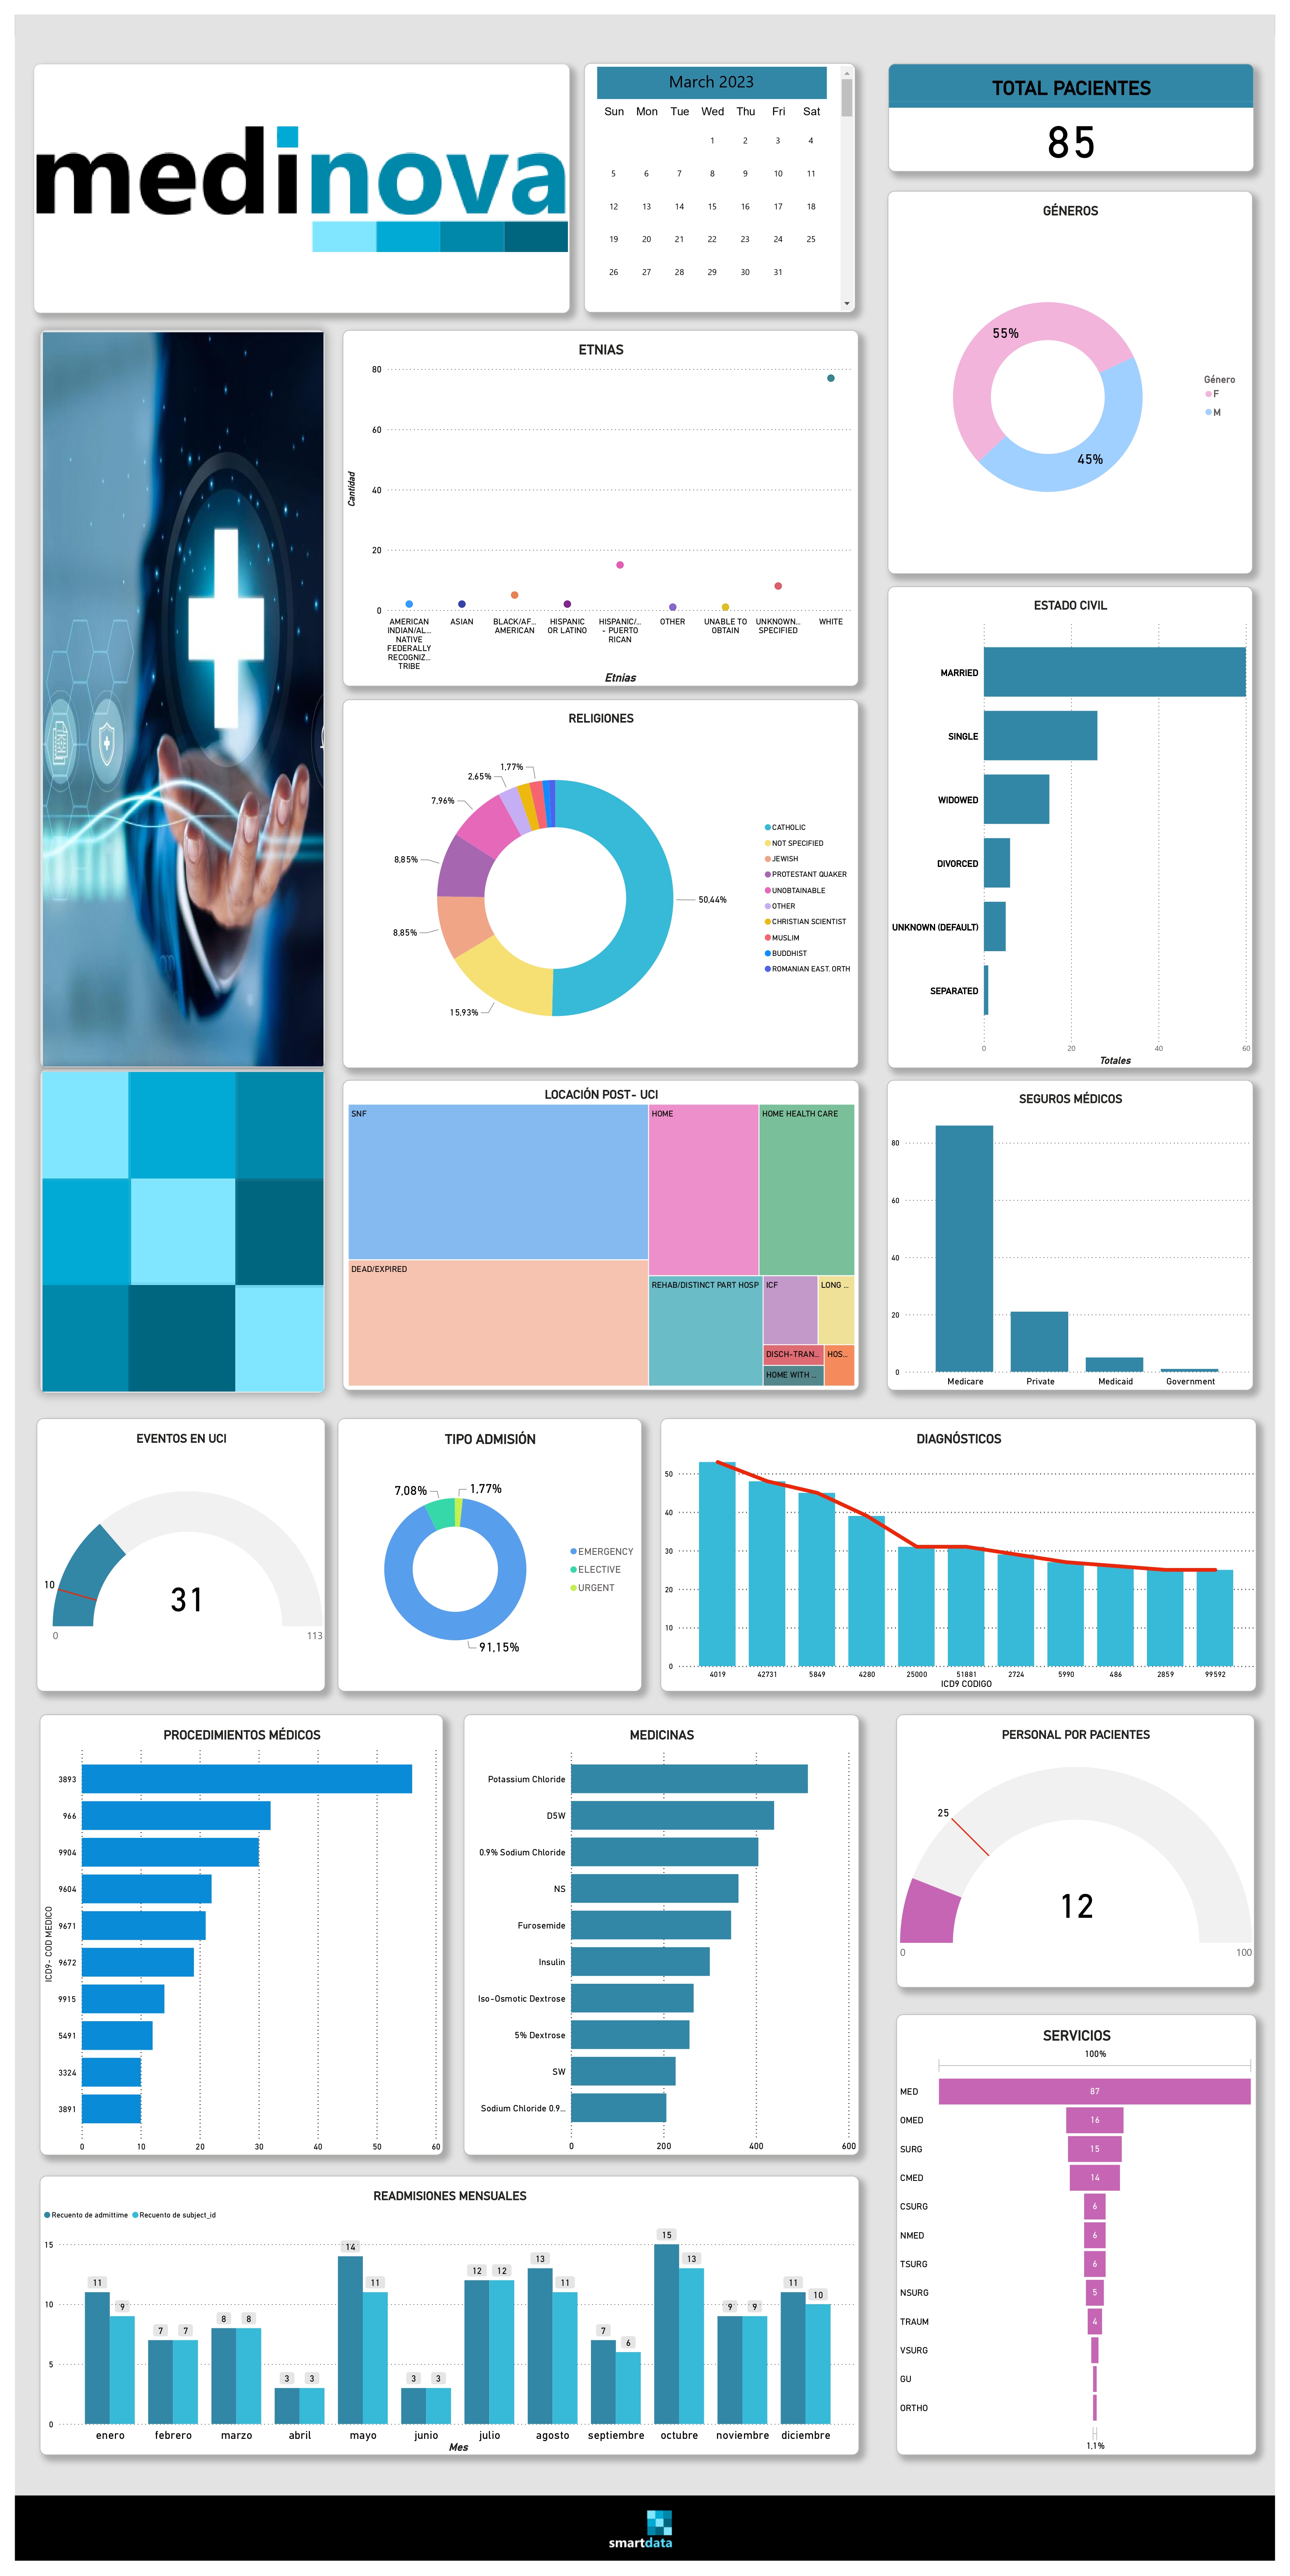 medinova
March 2023
Sun Mon Tue Wed Thu Fri Sat
1 2 3 4
5 6 7 8 9 10 11
12 13 14 15 16 17 18
19 20 21 22 23 24 25
26 27 28 29 30 31
TOTAL PACIENTES
85
GÉNEROS
55%
45%
Género
F
M
ETNIAS
Cantidad
80
60
40
20
0
AMERICAN
INDIAN/AL...
NATIVE
FEDERALLY
RECOGNIZ...
TRIBE
ASIAN
BLACK/AF...
AMERICAN
HISPANIC
OR LATINO
HISPANIC/...
- PUERTO
RICAN
OTHER
UNABLE TO
OBTAIN
UNKNOWN...
SPECIFIED
WHITE
Etnias
ESTADO CIVIL
MARRIED
SINGLE
WIDOWED
DIVORCED
UNKNOWN (DEFAULT)
SEPARATED
0 20 40 60
Totales
RELIGIONES
1,77%
2,65%
7,96%
8,85%
8,85%
15,93%
50,44%
CATHOLIC
NOT SPECIFIED
JEWISH
PROTESTANT QUAKER
UNOBTAINABLE
OTHER
CHRISTIAN SCIENTIST
MUSLIM
BUDDHIST
ROMANIAN EAST. ORTH
LOCACIÓN POST- UCI
SNF
HOME
HOME HEALTH CARE
DEAD/EXPIRED
REHAB/DISTINCT PART HOSP
ICF
LONG ...
DISCH-TRAN...
HOS...
HOME WITH ...
SEGUROS MÉDICOS
80
60
40
20
0
Medicare Private Medicaid Government
EVENTOS EN UCI
10
31
0 113
TIPO ADMISIÓN
7,08%
1,77%
91,15%
EMERGENCY
ELECTIVE
URGENT
DIAGNÓSTICOS
50
40
30
20
10
0
4019 42731 5849 4280 25000 51881 2724 5990 486 2859 99592
ICD9 CODIGO
PROCEDIMIENTOS MÉDICOS
ICD9- COD MEDICO
3893
966
9904
9604
9671
9672
9915
5491
3324
3891
0 10 20 30 40 50 60
MEDICINAS
Potassium Chloride
D5W
0.9% Sodium Chloride
NS
Furosemide
Insulin
Iso-Osmotic Dextrose
5% Dextrose
SW
Sodium Chloride 0.9...
0 200 400 600
PERSONAL POR PACIENTES
25
12
0 100
SERVICIOS
100%
MED 87
OMED 16
SURG 15
CMED 14
CSURG 6
NMED 6
TSURG 6
NSURG 5
TRAUM 4
VSURG
GU
ORTHO
1,1%
READMISIONES MENSUALES
Recuento de admittime Recuento de subject_id
15
10
5
0
11 9 7 7 8 8 3 3 14 11 3 3 12 12 13 11 7 6 15 13 9 9 11 10
enero febrero marzo abril mayo junio julio agosto septiembre octubre noviembre diciembre
Mes
smartdata